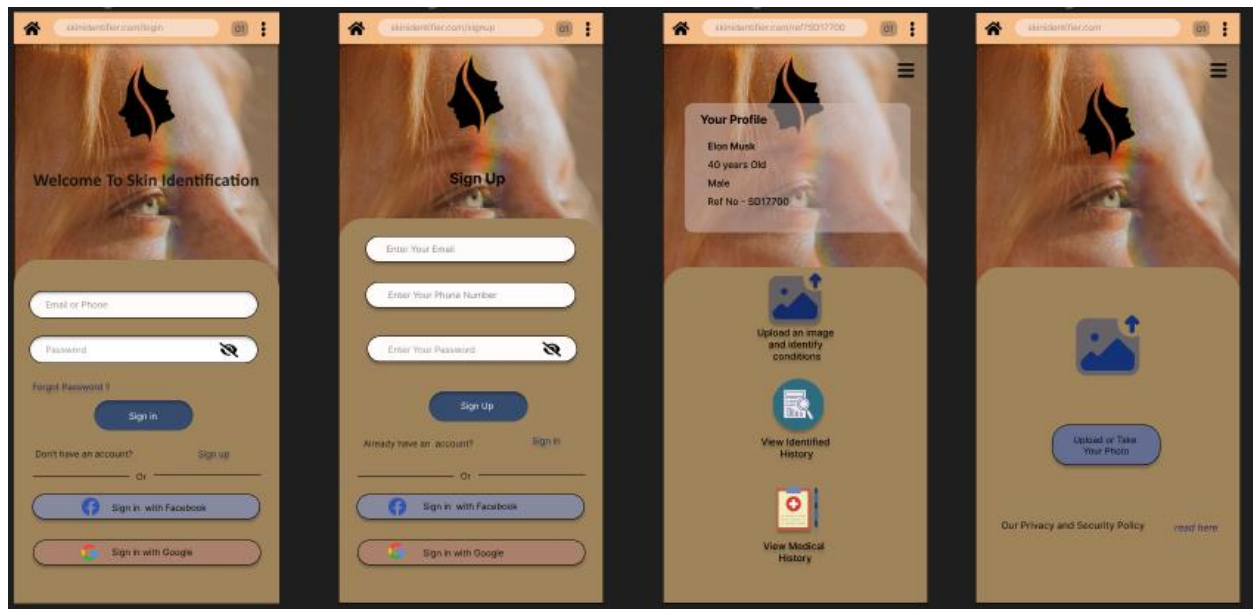 skinidentifier.com/login
01
Welcome To Skin Identification
Email or Phone
Password
Forgot Password ?
Sign in
Don't have an account?
Sign up
Or
Sign in with Facebook
Sign in with Google
skinidentifier.com/signup
01
Sign Up
Enter Your Email
Enter Your Phone Number
Enter Your Password
Sign Up
Already have an account?
Sign in
Or
Sign in with Facebook
Sign in with Google
01
Your Profile
Elon Musk
40 years Old
Male
Ref No - SD17700
Upload an image
and identify
conditions
View Identified
History
View Medical
History
skinidentifier.com
01
Upload or Take
Your Photo
Our Privacy and Security Policy
read here